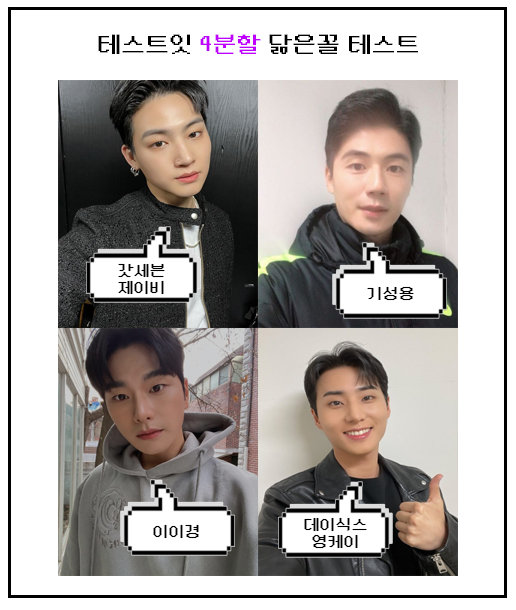 테스트잇 4분할 닮은꼴 테스트
갓세븐
제이비
기성용
이이경
데이식스
영케이